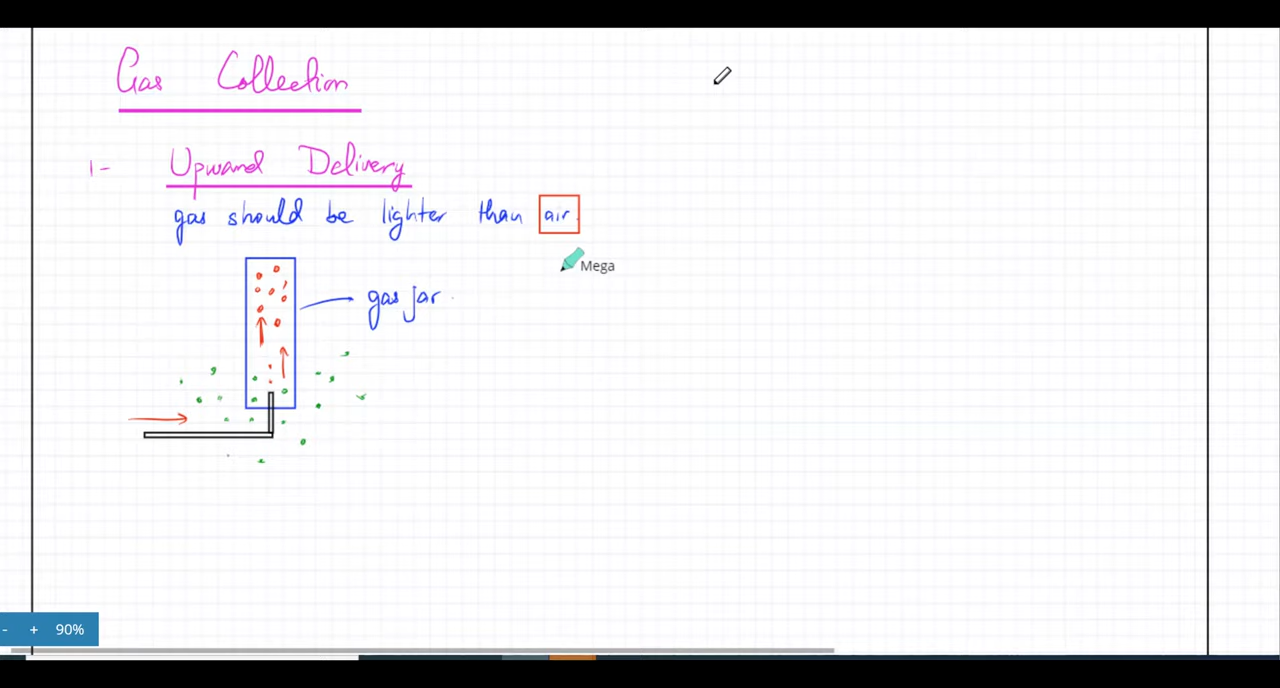 Gas Collection
1- Upward Delivery
gas should be lighter than air.
Mega
gas jar.
- + 90%